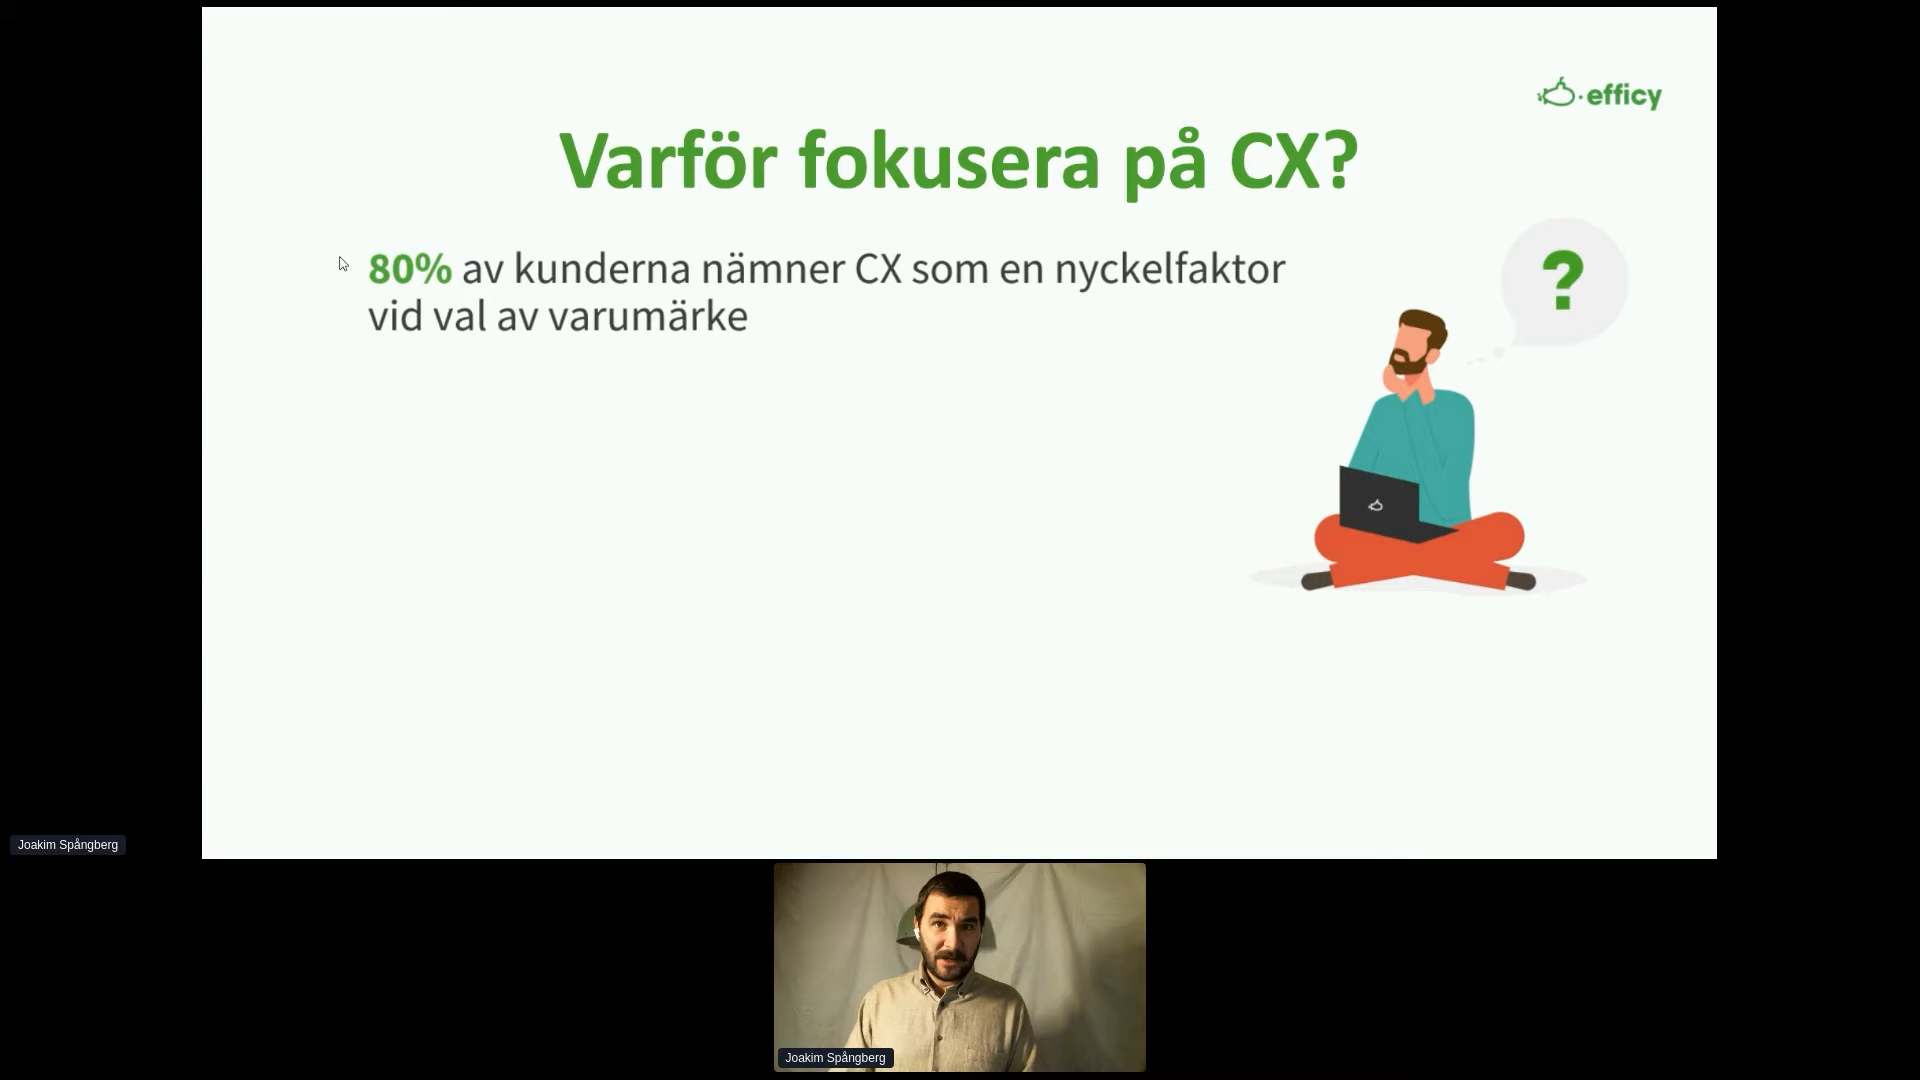 efficy
Varför fokusera på CX?
80% av kunderna nämner CX som en nyckelfaktor
vid val av varumärke
?
Joakim Spångberg
Joakim Spångberg